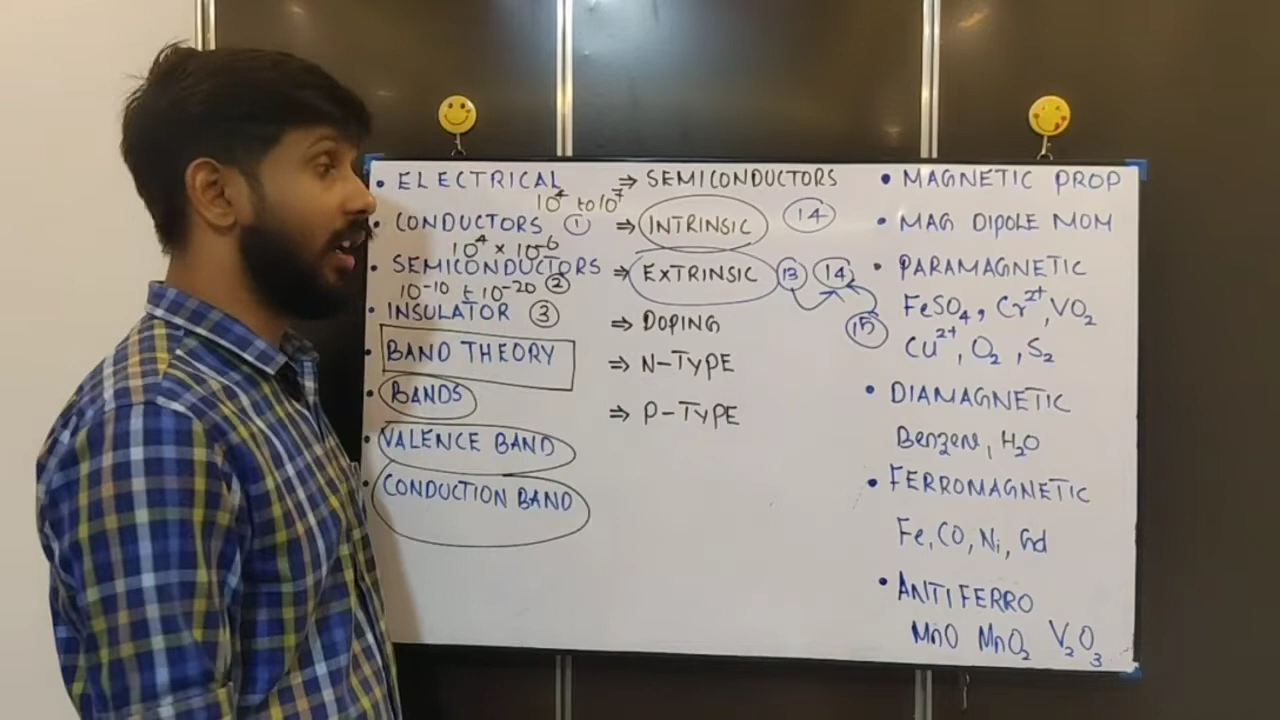 • ELECTRICAL
10⁴ to 10⁷
• CONDUCTORS ①
10⁴ × 10⁻⁶
• SEMICONDUCTORS
10⁻¹⁰ t 10⁻²⁰ ②
• INSULATOR ③
• BAND THEORY
• BANDS
• VALENCE BAND
• CONDUCTION BAND
⇒ SEMICONDUCTORS
⇒ INTRINSIC 14
⇒ EXTRINSIC 13 14
15
⇒ DOPING
⇒ N-TYPE
⇒ P-TYPE
• MAGNETIC PROP
• MAG DIPOLE MOM
• PARAMAGNETIC
FeSO₄, Cr²⁺, VO₂
Cu²⁺, O₂, S₂
• DIAMAGNETIC
Benzene, H₂O
• FERROMAGNETIC
Fe, CO, Ni, Gd
• ANTIFERRO
MnO MnO₂ V₂O₃